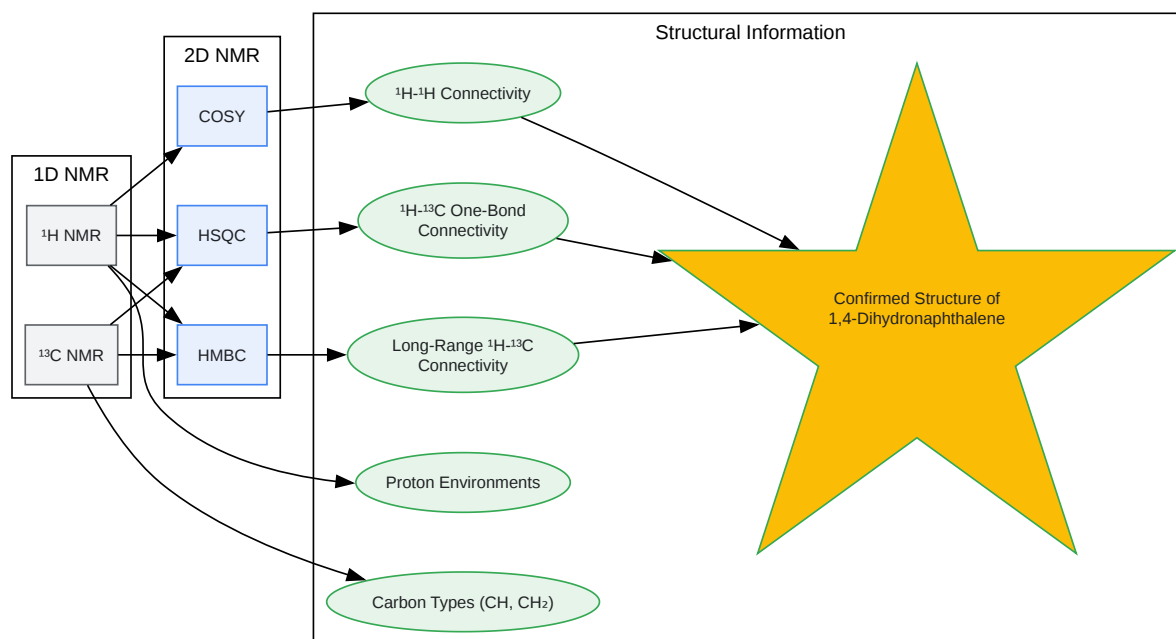 Structural Information
2D NMR
COSY
HSQC
HMBC
1D NMR
¹H NMR
¹³C NMR
¹H-¹H Connectivity
¹H-¹³C One-Bond
Connectivity
Long-Range ¹H-¹³C
Connectivity
Proton Environments
Carbon Types (CH, CH₂)
Confirmed Structure of
1,4-Dihydronaphthalene